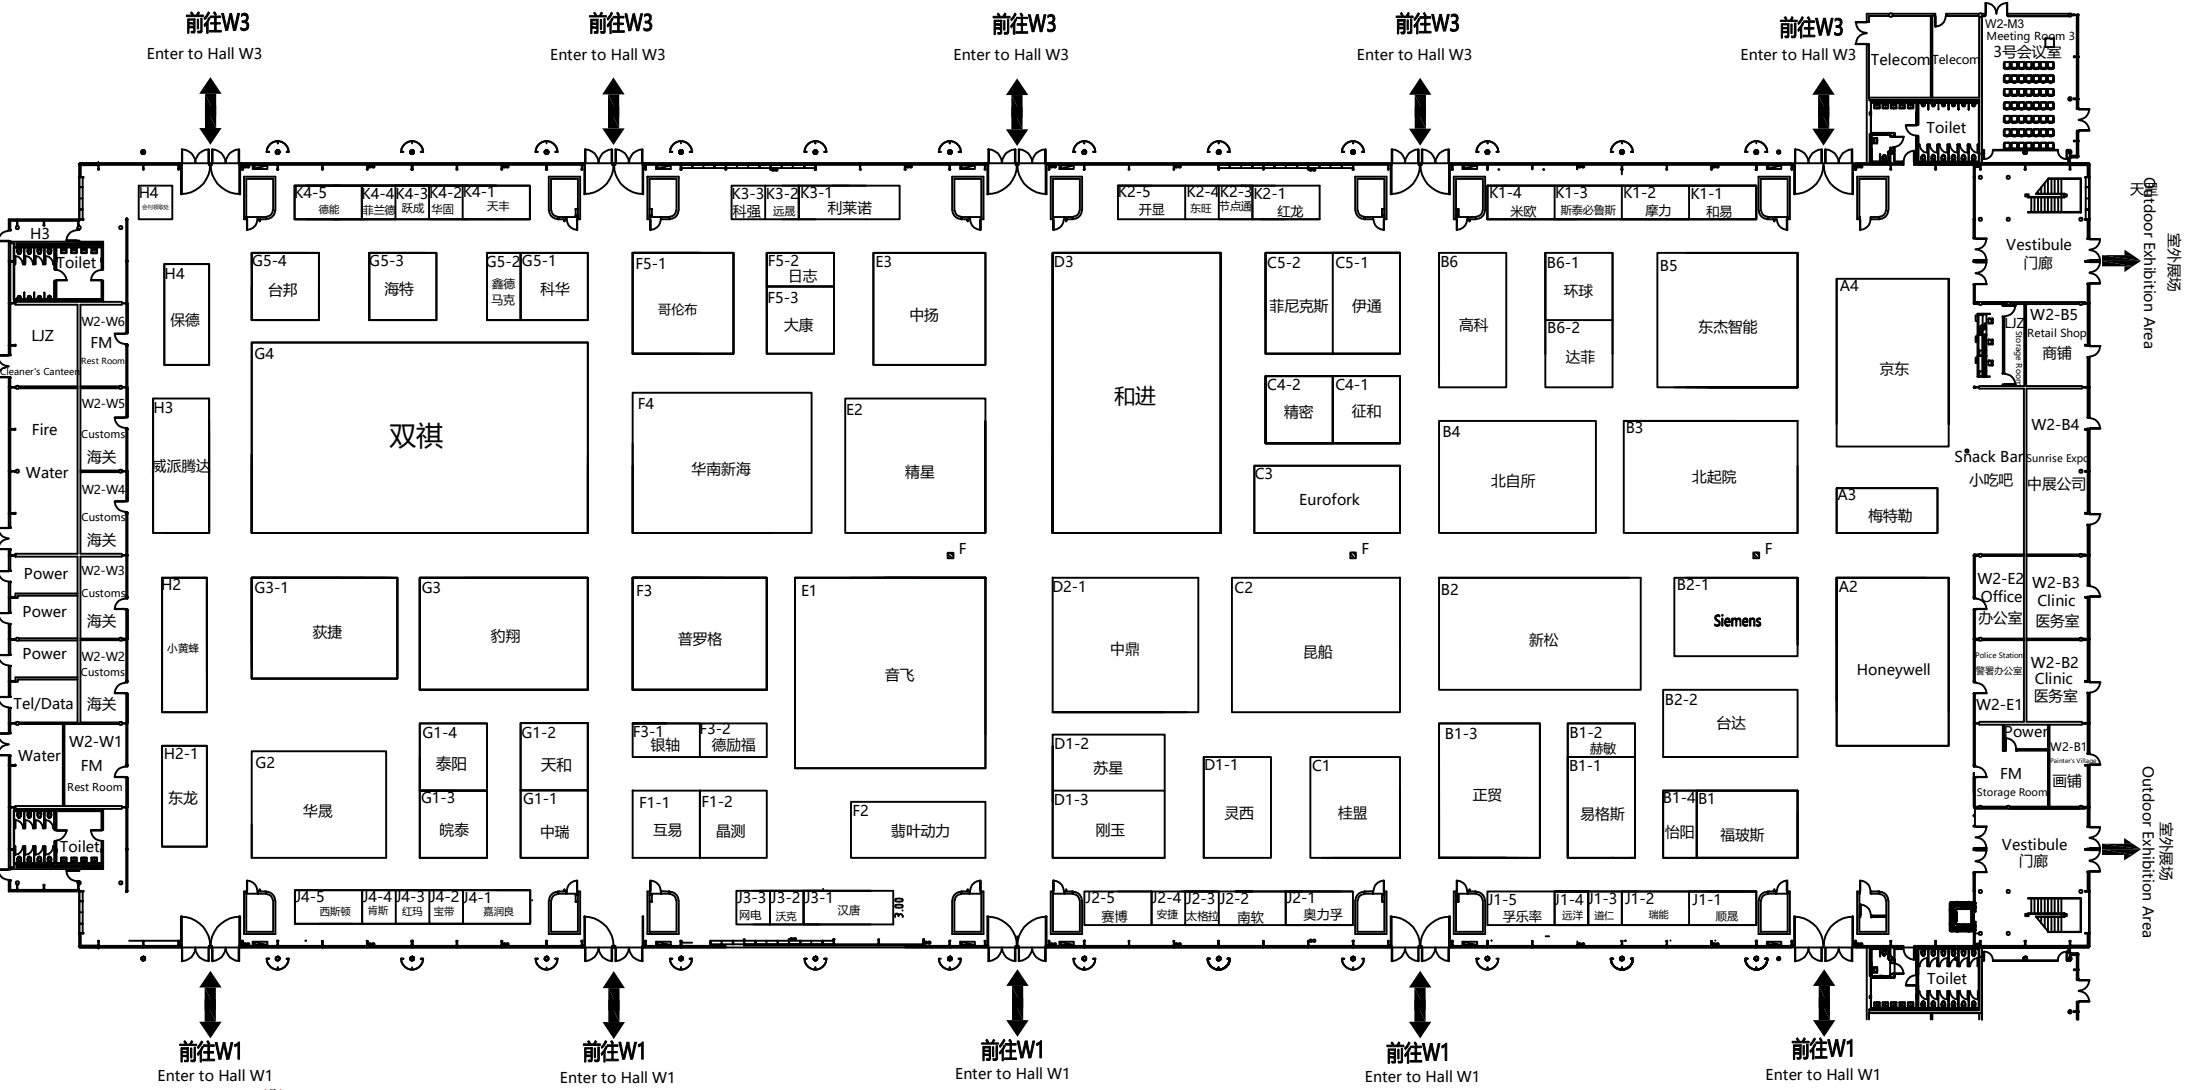 前往W3
Enter to Hall W3
前往W3
Enter to Hall W3
前往W3
Enter to Hall W3
前往W3
Enter to Hall W3
前往W3
Enter to Hall W3
Telecom
Telecom
W2-M3
Meeting Room 3
3号会议室
Toilet
H4
K4-5
德能
K4-4
菲兰德
K4-3
跃成
K4-2
华固
K4-1
天丰
K3-3
科强
K3-2
远晟
K3-1
利莱诺
K2-5
开显
K2-4
东旺
K2-3
节点通
K2-1
红龙
K1-4
米欧
K1-3
斯泰必鲁斯
K1-2
摩力
K1-1
和易
Vestibule
门廊
Outdoor Exhibition Area
室外展场
H3
Toilet
LJZ
Cleaner's Canteen
W2-W6
FM
Rest Room
Fire
Water
W2-W5
Customs
海关
W2-W4
Customs
海关
Power
Power
W2-W3
Customs
海关
Power
Tel/Data
W2-W2
Customs
海关
Water
W2-W1
FM
Rest Room
Toilet
H4
保德
H3
威派腾达
H2
小黄蜂
H2-1
东龙
G5-4
台邦
G5-3
海特
G5-2
鑫德
马克
G5-1
科华
G4
双祺
G3-1
荻捷
G3
豹翔
G2
华晟
G1-4
泰阳
G1-3
皖泰
G1-2
天和
G1-1
中瑞
F5-1
哥伦布
F5-2
日志
F5-3
大康
E3
中扬
F4
华南新海
E2
精星
F
F3
普罗格
E1
音飞
F3-1
银轴
F3-2
德励福
F1-1
互易
F1-2
晶测
F2
翡叶动力
D3
和进
C5-2
菲尼克斯
C5-1
伊通
C4-2
精密
C4-1
征和
C3
Eurofork
F
D2-1
中鼎
C2
昆船
D1-2
苏星
D1-3
刚玉
D1-1
灵西
C1
桂盟
B6
高科
B6-1
环球
B6-2
达菲
B5
东杰智能
B4
北自所
B3
北起院
F
B2
新松
B2-1
Siemens
B2-2
台达
B1-3
正贸
B1-2
赫敏
B1-1
易格斯
B1-4
怡阳
B1
福玻斯
A4
京东
A3
梅特勒
A2
Honeywell
LJZ
Storage Room
W2-B5
Retail Shop
商铺
Snack Bar
小吃吧
W2-B4
Sunrise Expo
中展公司
W2-E2
Office
办公室
W2-B3
Clinic
医务室
Police Station
警署办公室
W2-E1
W2-B2
Clinic
医务室
Power
FM
Storage Room
W2-B1
Painter's Village
画铺
Vestibule
门廊
Outdoor Exhibition Area
室外展场
Toilet
J4-5
西斯顿
J4-4
肯斯
J4-3
红玛
J4-2
宝带
J4-1
嘉润良
J3-3
网电
J3-2
沃克
J3-1
汉唐
3.00
J2-5
赛博
J2-4
安捷
J2-3
太格拉
J2-2
南软
J2-1
奥力孚
J1-5
孚乐率
J1-4
远洋
J1-3
道仁
J1-2
瑞能
J1-1
顺晟
前往W1
Enter to Hall W1
前往W1
Enter to Hall W1
前往W1
Enter to Hall W1
前往W1
Enter to Hall W1
前往W1
Enter to Hall W1